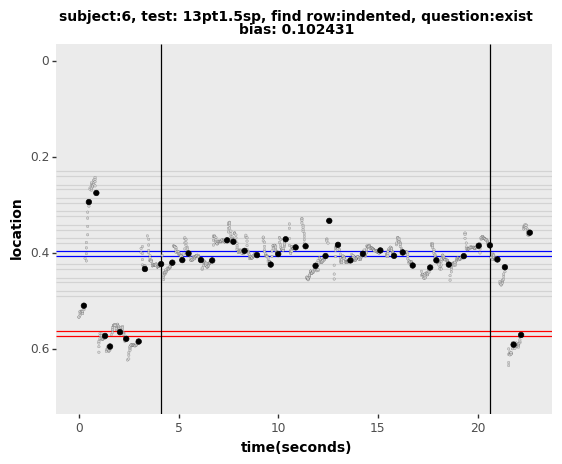 subject:6, test: 13pt1.5sp, find row:indented, question:exist
bias: 0.102431
0
0.2
0.4
0.6
location
0
5
10
15
20
time(seconds)